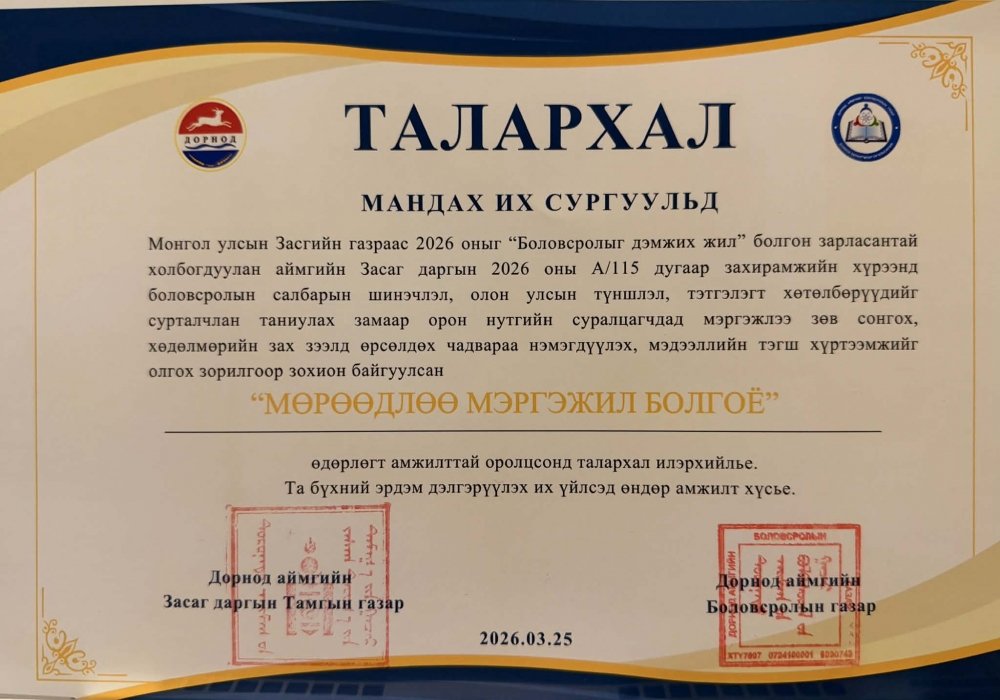 ДОРНОД
ТАЛАРХАЛ
МАНДАХ ИХ СУРГУУЛЬД
Монгол улсын Засгийн газраас 2026 оныг “Боловсролыг дэмжих жил” болгон зарласантай
холбогдуулан аймгийн Засаг даргын 2026 оны А/115 дугаар захирамжийн хүрээнд
боловсролын салбарын шинэчлэл, олон улсын түншлэл, тэтгэлэгт хөтөлбөрүүдийг
сурталчлан таниулах замаар орон нутгийн суралцагчдад мэргэжлээ зөв сонгох,
хөдөлмөрийн зах зээлд өрсөлдөх чадвараа нэмэгдүүлэх, мэдээллийн тэгш хүртээмжийг
олгох зорилгоор зохион байгуулсан
“МӨРӨӨДЛӨӨ МЭРГЭЖИЛ БОЛГОЁ”
өдөрлөгт амжилттай оролцсонд талархал илэрхийлье.
Та бүхний эрдэм дэлгэрүүлэх их үйлсэд өндөр амжилт хүсье.
Дорнод аймгийн
Засаг даргын Тамгын газар
БОЛОВСРОЛЫН
ДОРНОД АЙМГИЙН
Дорнод аймгийн
Боловсролын газар
2026.03.25